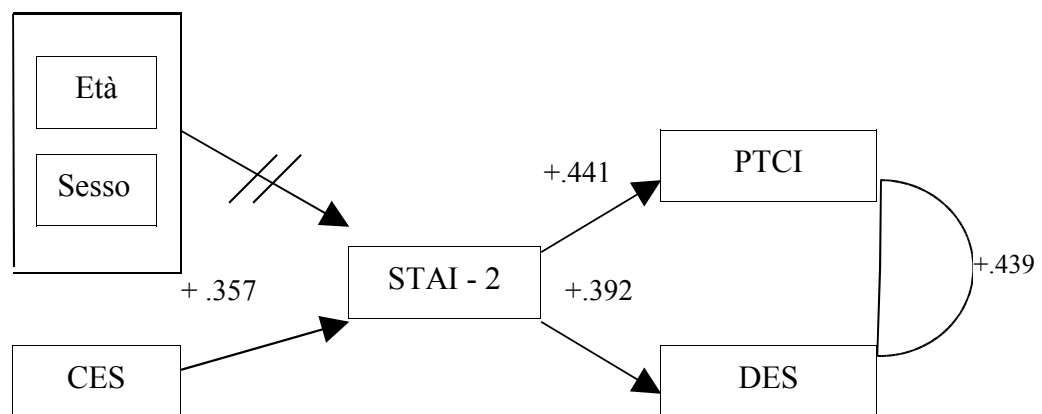 Età
Sesso
+ .357
CES
STAI - 2
+.441
+.392
PTCI
DES
+.439